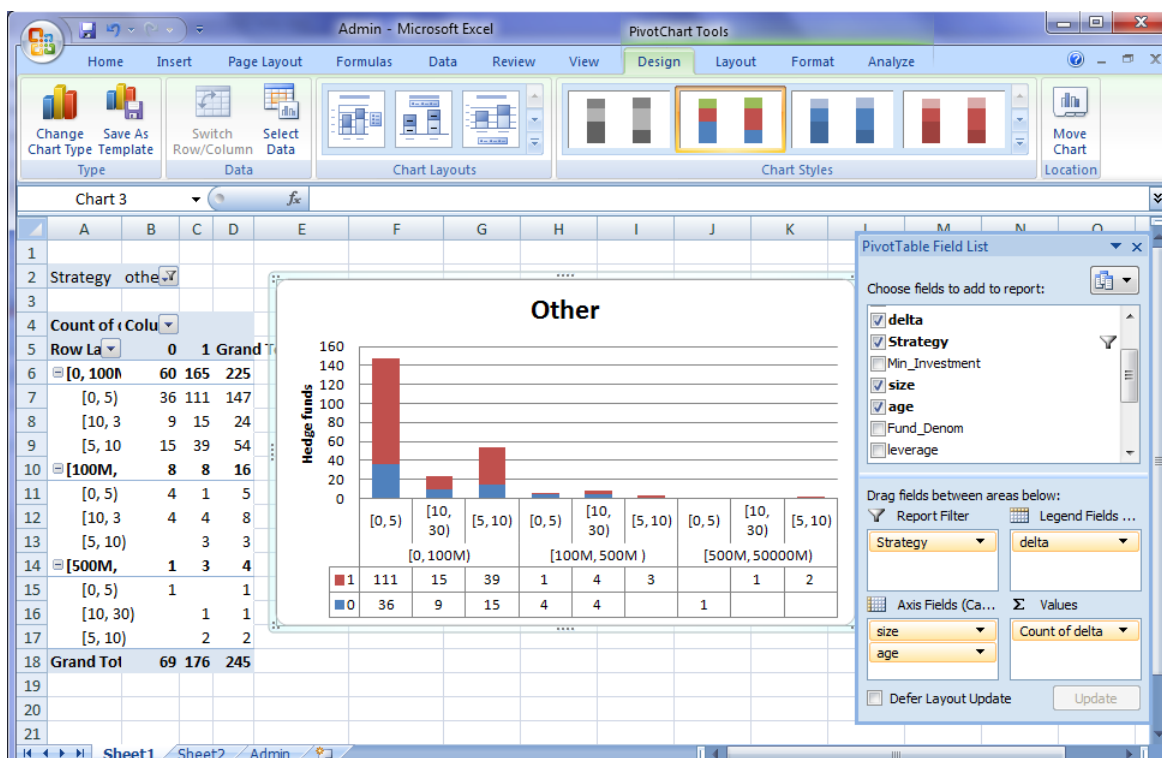 Admin - Microsoft Excel PivotChart Tools
Home Insert Page Layout Formulas Data Review View Design Layout Format Analyze
Change Chart Type Save As Template Switch Row/Column Select Data Move Chart
Type Data Chart Layouts Chart Styles Location
Chart 3 fx
A B C D E F G H I J K L M N O
1
2 Strategy othe
3
4 Count of Colu
5 Row La 0 1 Grand T
6 [0, 100M 60 165 225
7 [0, 5) 36 111 147
8 [10, 3 9 15 24
9 [5, 10 15 39 54
10 [100M, 8 8 16
11 [0, 5) 4 1 5
12 [10, 3 4 4 8
13 [5, 10) 3 3
14 [500M, 1 3 4
15 [0, 5) 1 1
16 [10, 30) 1 1
17 [5, 10) 2 2
18 Grand Tot 69 176 245
19
20
21
Other
Hedge funds
160
140
120
100
80
60
40
20
0
[0, 5) [10, 30) [5, 10) [0, 5) [10, 30) [5, 10) [0, 5) [10, 30) [5, 10)
[0, 100M) [100M, 500M ) [500M, 50000M)
1 111 15 39 1 4 3 1 2
0 36 9 15 4 4 1
PivotTable Field List
Choose fields to add to report:
delta
Strategy
Min_Investment
size
age
Fund_Denom
leverage
Drag fields between areas below:
Report Filter Legend Fields ...
Strategy delta
Axis Fields (Ca... Σ Values
size Count of delta
age
Defer Layout Update Update
Sheet1 Sheet2 Admin